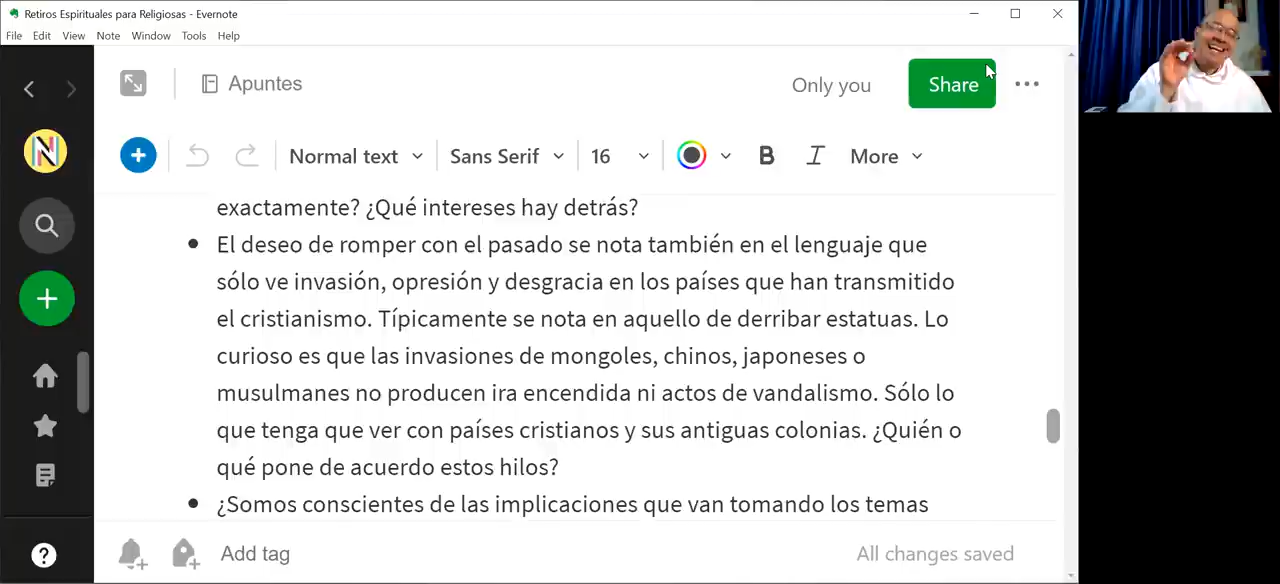 Retiros Espirituales para Religiosas - Evernote
File Edit View Note Window Tools Help
Apuntes
Only you
Share
Normal text
Sans Serif
16
B
I
More
exactamente? ¿Qué intereses hay detrás?
El deseo de romper con el pasado se nota también en el lenguaje que
sólo ve invasión, opresión y desgracia en los países que han transmitido
el cristianismo. Típicamente se nota en aquello de derribar estatuas. Lo
curioso es que las invasiones de mongoles, chinos, japoneses o
musulmanes no producen ira encendida ni actos de vandalismo. Sólo lo
que tenga que ver con países cristianos y sus antiguas colonias. ¿Quién o
qué pone de acuerdo estos hilos?
¿Somos conscientes de las implicaciones que van tomando los temas
Add tag
All changes saved
N
?